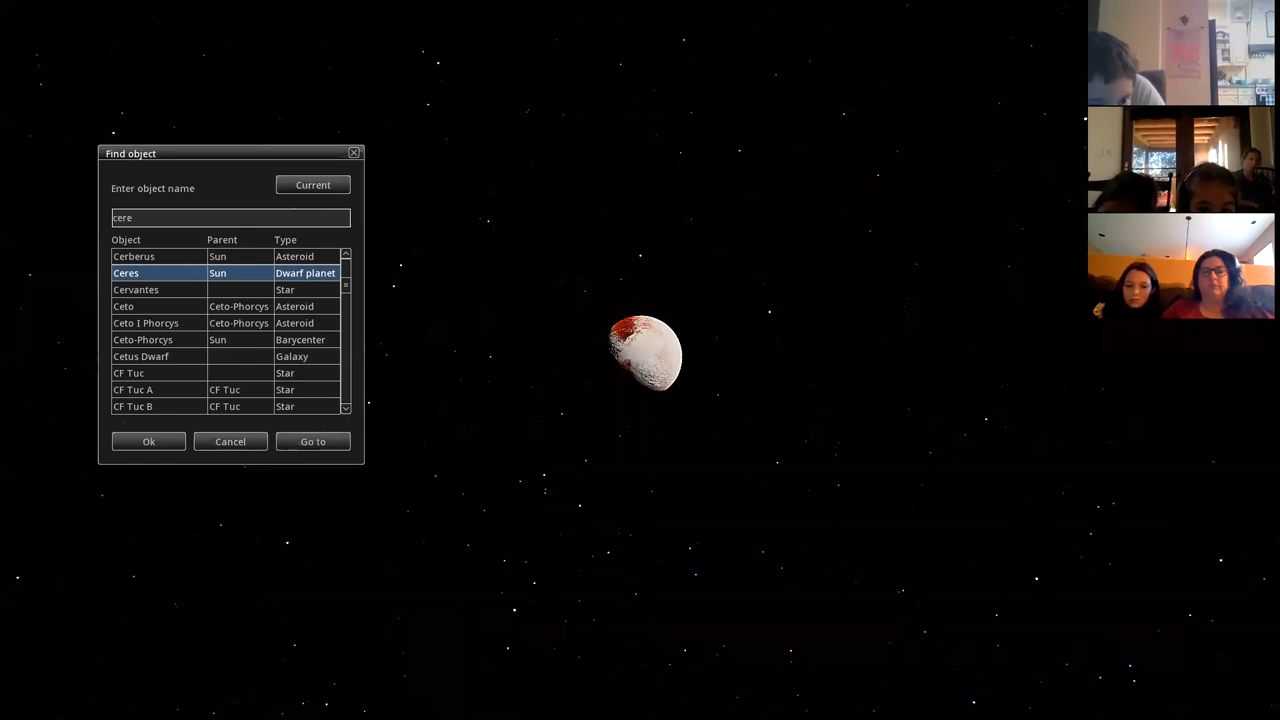 Find object
Enter object name
Current
cere
Object Parent Type
Cerberus Sun Asteroid
Ceres Sun Dwarf planet
Cervantes Star
Ceto Ceto-Phorcys Asteroid
Ceto I Phorcys Ceto-Phorcys Asteroid
Ceto-Phorcys Sun Barycenter
Cetus Dwarf Galaxy
CF Tuc Star
CF Tuc A CF Tuc Star
CF Tuc B CF Tuc Star
Ok Cancel Go to